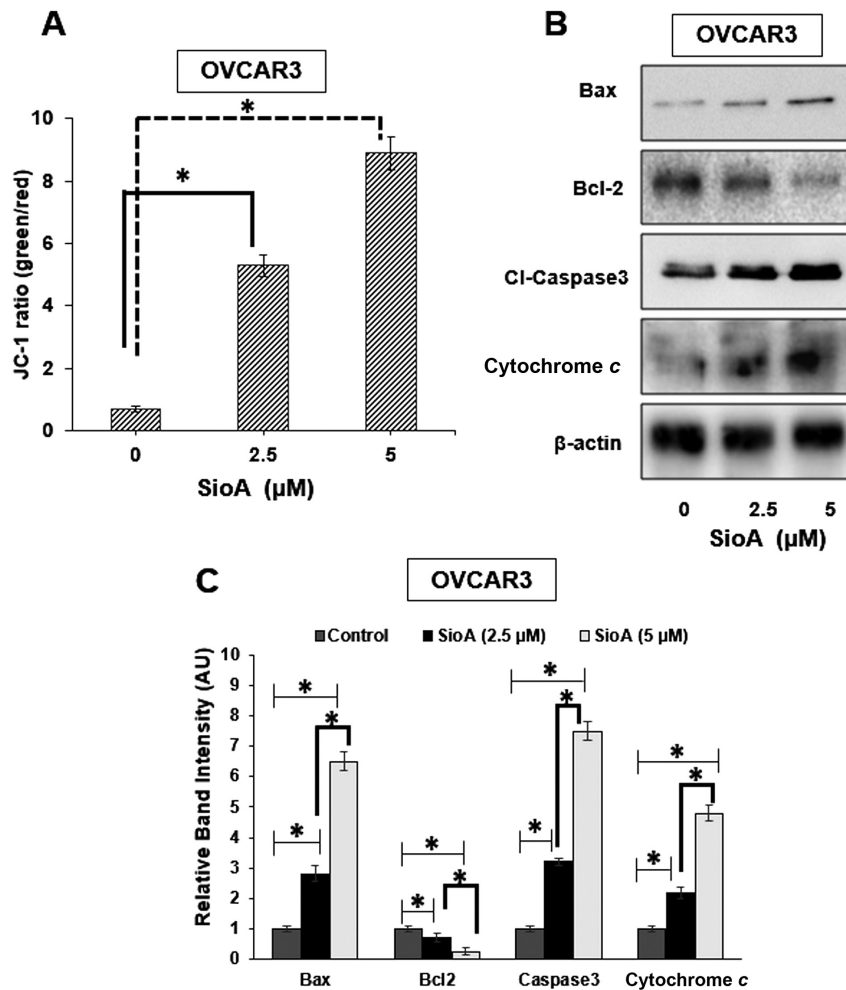 A
OVCAR3
*
*
10
8
6
4
2
0
JC-1 ratio (green/red)
0 2.5 5
SioA (µM)
B
OVCAR3
Bax
Bcl-2
Cl-Caspase3
Cytochrome c
β-actin
0 2.5 5
SioA (µM)
C
OVCAR3
Control SioA (2.5 µM) SioA (5 µM)
Relative Band Intensity (AU)
10
9
8
7
6
5
4
3
2
1
0
*
*
*
*
*
*
*
*
*
*
*
*
Bax Bcl2 Caspase3 Cytochrome c